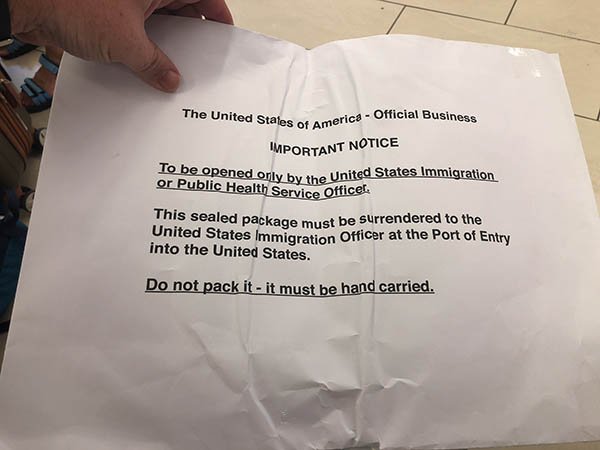 The United States of America - Official Business
IMPORTANT NOTICE
To be opened only by the United States Immigration
or Public Health Service Officer.
This sealed package must be surrendered to the
United States Immigration Officer at the Port of Entry
into the United States.
Do not pack it - it must be hand carried.